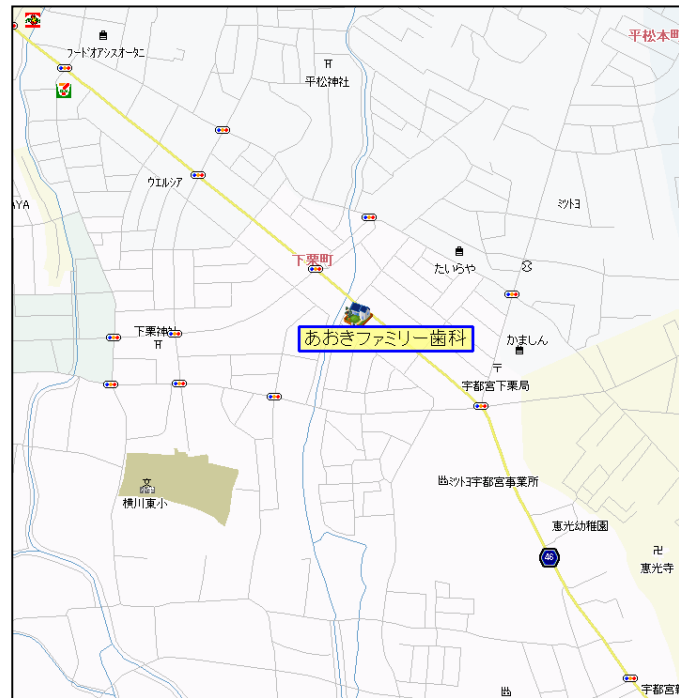 平松本町
フードオアシスオータニ
平松神社
ウエルシア
ミツトヨ
AYA
下栗町
たいらや
あおきファミリー歯科
下栗神社
かましん
宇都宮下栗局
ミツトヨ宇都宮事業所
横川東小
恵光幼稚園
46
恵光寺